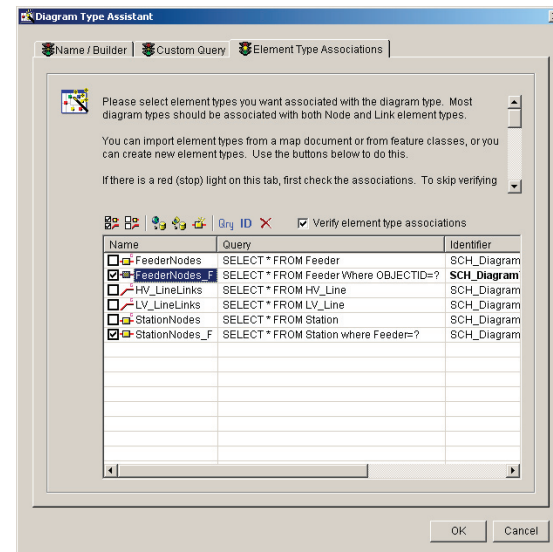 Diagram Type Assistant
Name / Builder
Custom Query
Element Type Associations
Please select element types you want associated with the diagram type. Most
diagram types should be associated with both Node and Link element
types.
You can import element types from a map document or from feature classes, or you
can create new element types. Use the buttons below to do this.
If there is a red (stop) light on this tab, first check the associations. To skip verifying
Qry ID Verify element type associations
Name Query Identifier
FeederNodes SELECT * FROM Feeder SCH_Diagram
FeederNodes_F SELECT * FROM Feeder Where OBJECTID=? SCH_Diagram
HV_LineLinks SELECT * FROM HV_Line SCH_Diagram
LV_LineLinks SELECT * FROM LV_Line SCH_Diagram
StationNodes SELECT * FROM Station SCH_Diagram
StationNodes_F SELECT * FROM Station where Feeder=? SCH_Diagram
OK Cancel